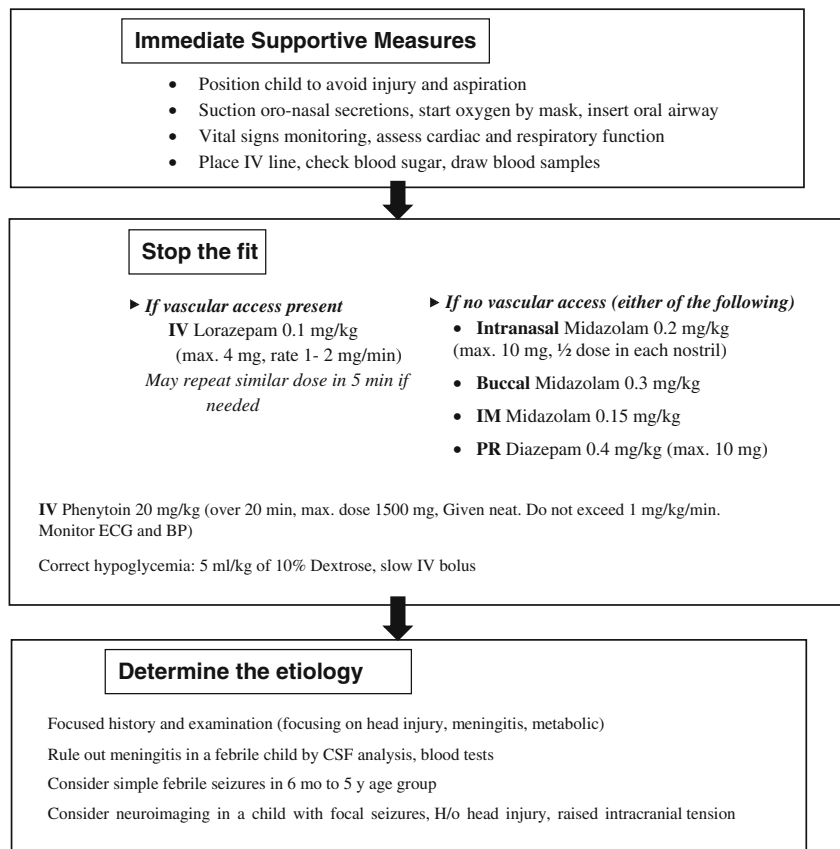 Immediate Supportive Measures
• Position child to avoid injury and aspiration
• Suction oro-nasal secretions, start oxygen by mask, insert oral airway
• Vital signs monitoring, assess cardiac and respiratory function
• Place IV line, check blood sugar, draw blood samples
Stop the fit
► If vascular access present
IV Lorazepam 0.1 mg/kg
(max. 4 mg, rate 1- 2 mg/min)
May repeat similar dose in 5 min if
needed
► If no vascular access (either of the following)
• Intranasal Midazolam 0.2 mg/kg
(max. 10 mg, ½ dose in each nostril)
• Buccal Midazolam 0.3 mg/kg
• IM Midazolam 0.15 mg/kg
• PR Diazepam 0.4 mg/kg (max. 10 mg)
IV Phenytoin 20 mg/kg (over 20 min, max. dose 1500 mg, Given neat. Do not exceed 1 mg/kg/min.
Monitor ECG and BP)
Correct hypoglycemia: 5 ml/kg of 10% Dextrose, slow IV bolus
Determine the etiology
Focused history and examination (focusing on head injury, meningitis, metabolic)
Rule out meningitis in a febrile child by CSF analysis, blood tests
Consider simple febrile seizures in 6 mo to 5 y age group
Consider neuroimaging in a child with focal seizures, H/o head injury, raised intracranial tension